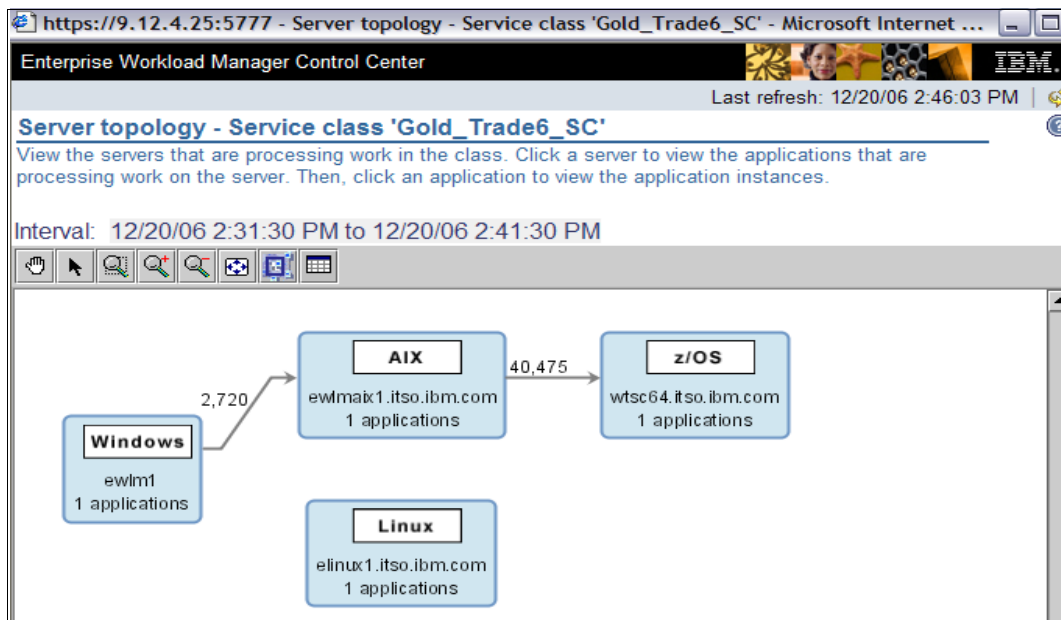 https://9.12.4.25:5777 - Server topology - Service class 'Gold_Trade6_SC' - Microsoft Internet ...
Enterprise Workload Manager Control Center
IBM.
Last refresh: 12/20/06 2:46:03 PM
Server topology - Service class 'Gold_Trade6_SC'
View the servers that are processing work in the class. Click a server to view the applications that are
processing work on the server. Then, click an application to view the application instances.
Interval: 12/20/06 2:31:30 PM to 12/20/06 2:41:30 PM
AIX
ewlmaix1.itso.ibm.com
1 applications
40,475
z/OS
wtsc64.itso.ibm.com
1 applications
2,720
Windows
ewlm1
1 applications
Linux
elinux1.itso.ibm.com
1 applications